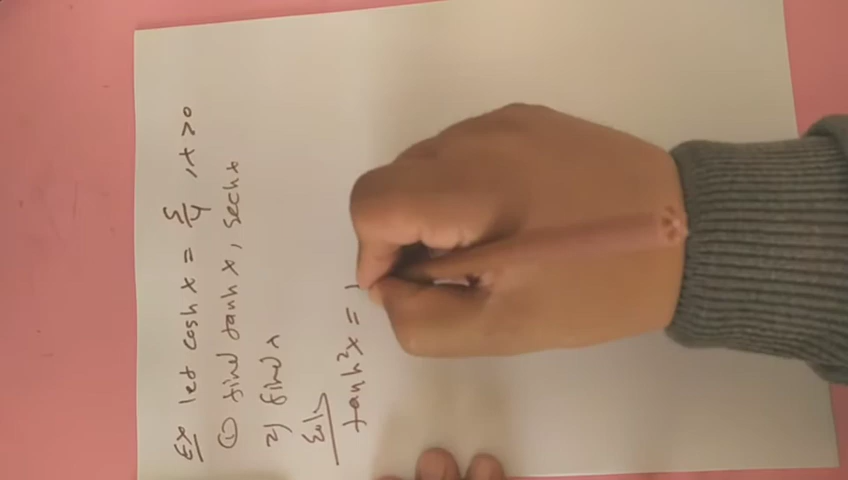 Ex let cosh x = 5/4 , x > 0
① find tanh x , sech x
2) find x
Sol
tanh²x = 1